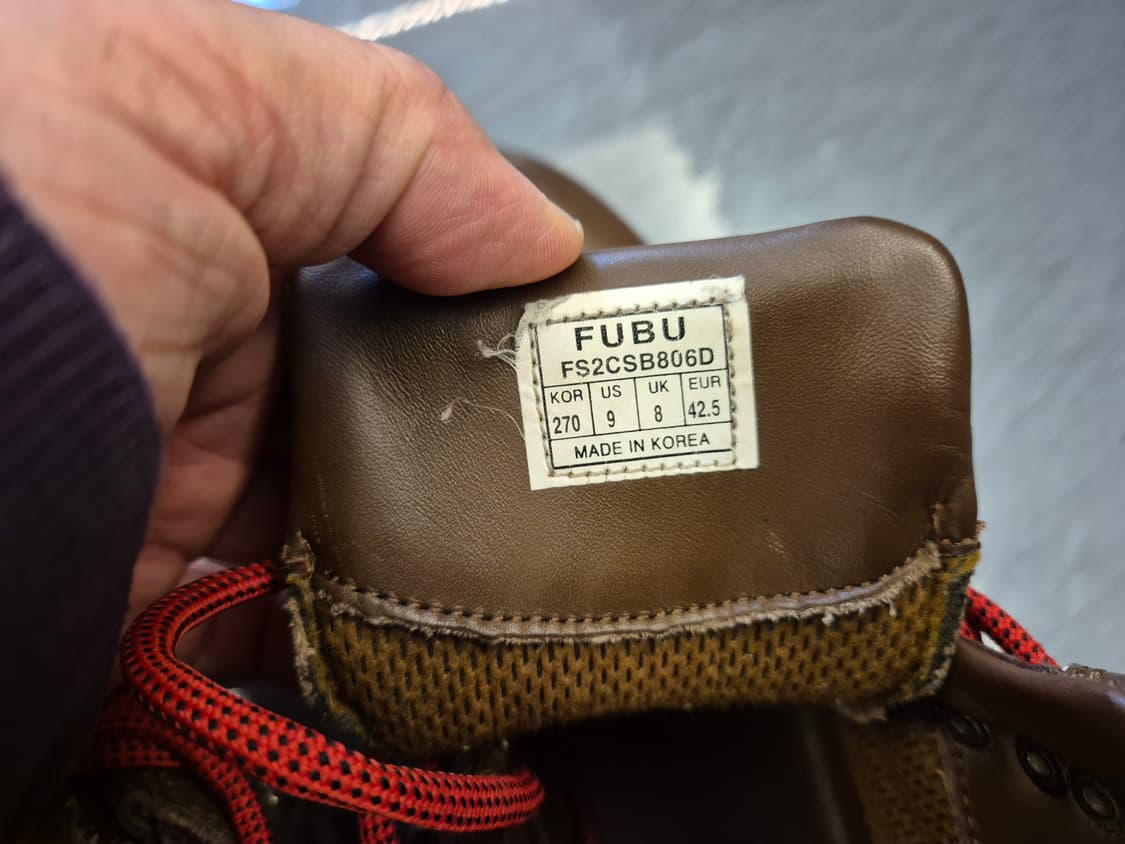 FUBU
FS2CSB806D
KOR US UK EUR
270 9 8 42.5
MADE IN KOREA